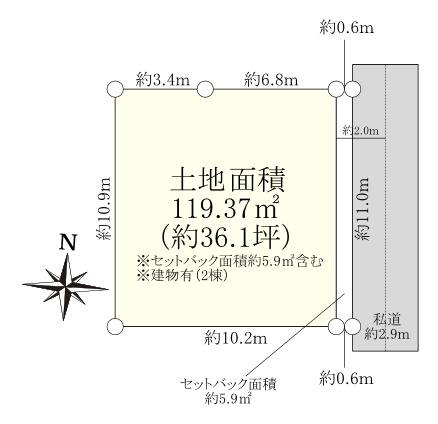 約0.6m
約3.4m
約6.8m
約2.0m
土地面積
119.37㎡
(約36.1坪)
※セットバック面積約5.9㎡含む
※建物有(2棟)
約10.9m
約11.0m
N
私道
約2.9m
約10.2m
約0.6m
セットバック面積
約5.9㎡